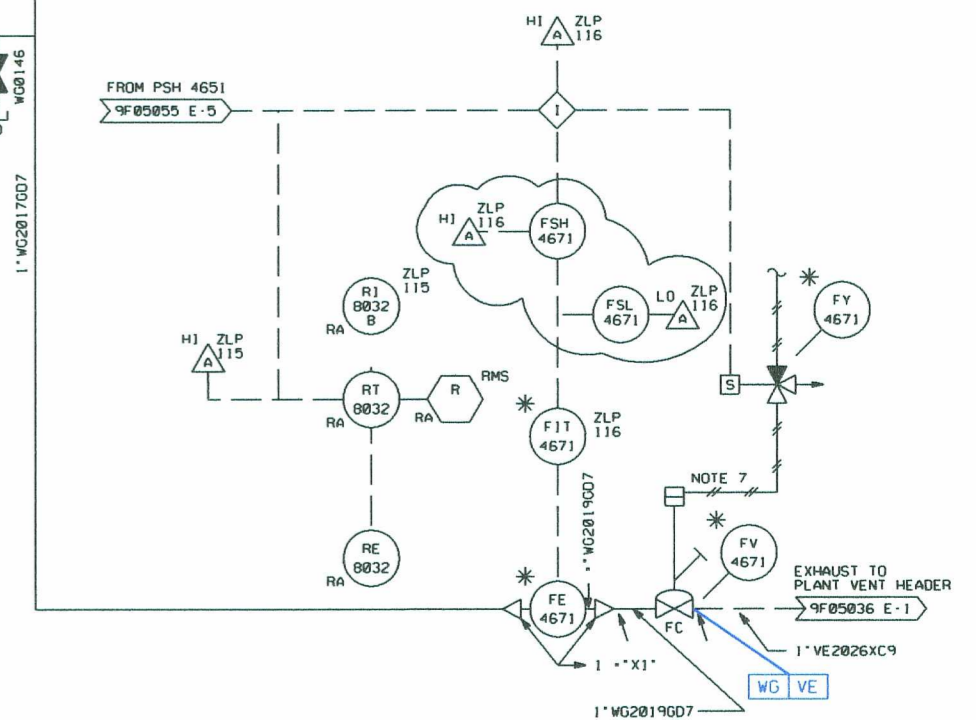 HI
ZLP
116
A
WG0146
FROM PSH 4651
9F05055 E-5
I
1"WG2017GD7
HI
ZLP
116
A
FSH
4671
ZLP
115
RI
8032
B
RA
FSL
4671
LO
ZLP
116
A
FY
4671
HI
ZLP
115
A
S
RT
8032
RA
R
RMS
RA
FIT
4671
ZLP
116
NOTE 7
"WG2019GD7
FV
4671
RE
8032
RA
FE
4671
FC
EXHAUST TO
PLANT VENT HEADER
9F05036 E-1
1"VE2026XC9
WG VE
1"WG2019GD7